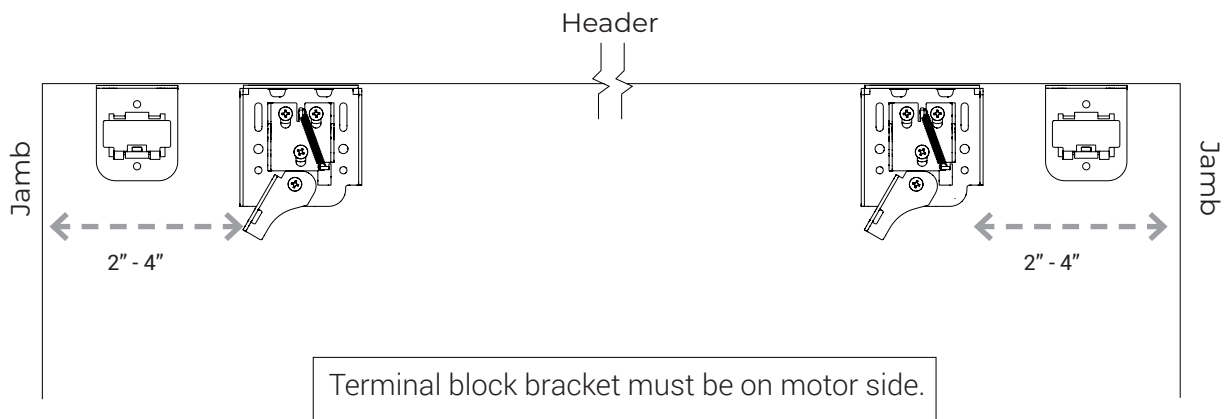 Header
Jamb
Jamb
2” - 4”
2” - 4”
Terminal block bracket must be on motor side.